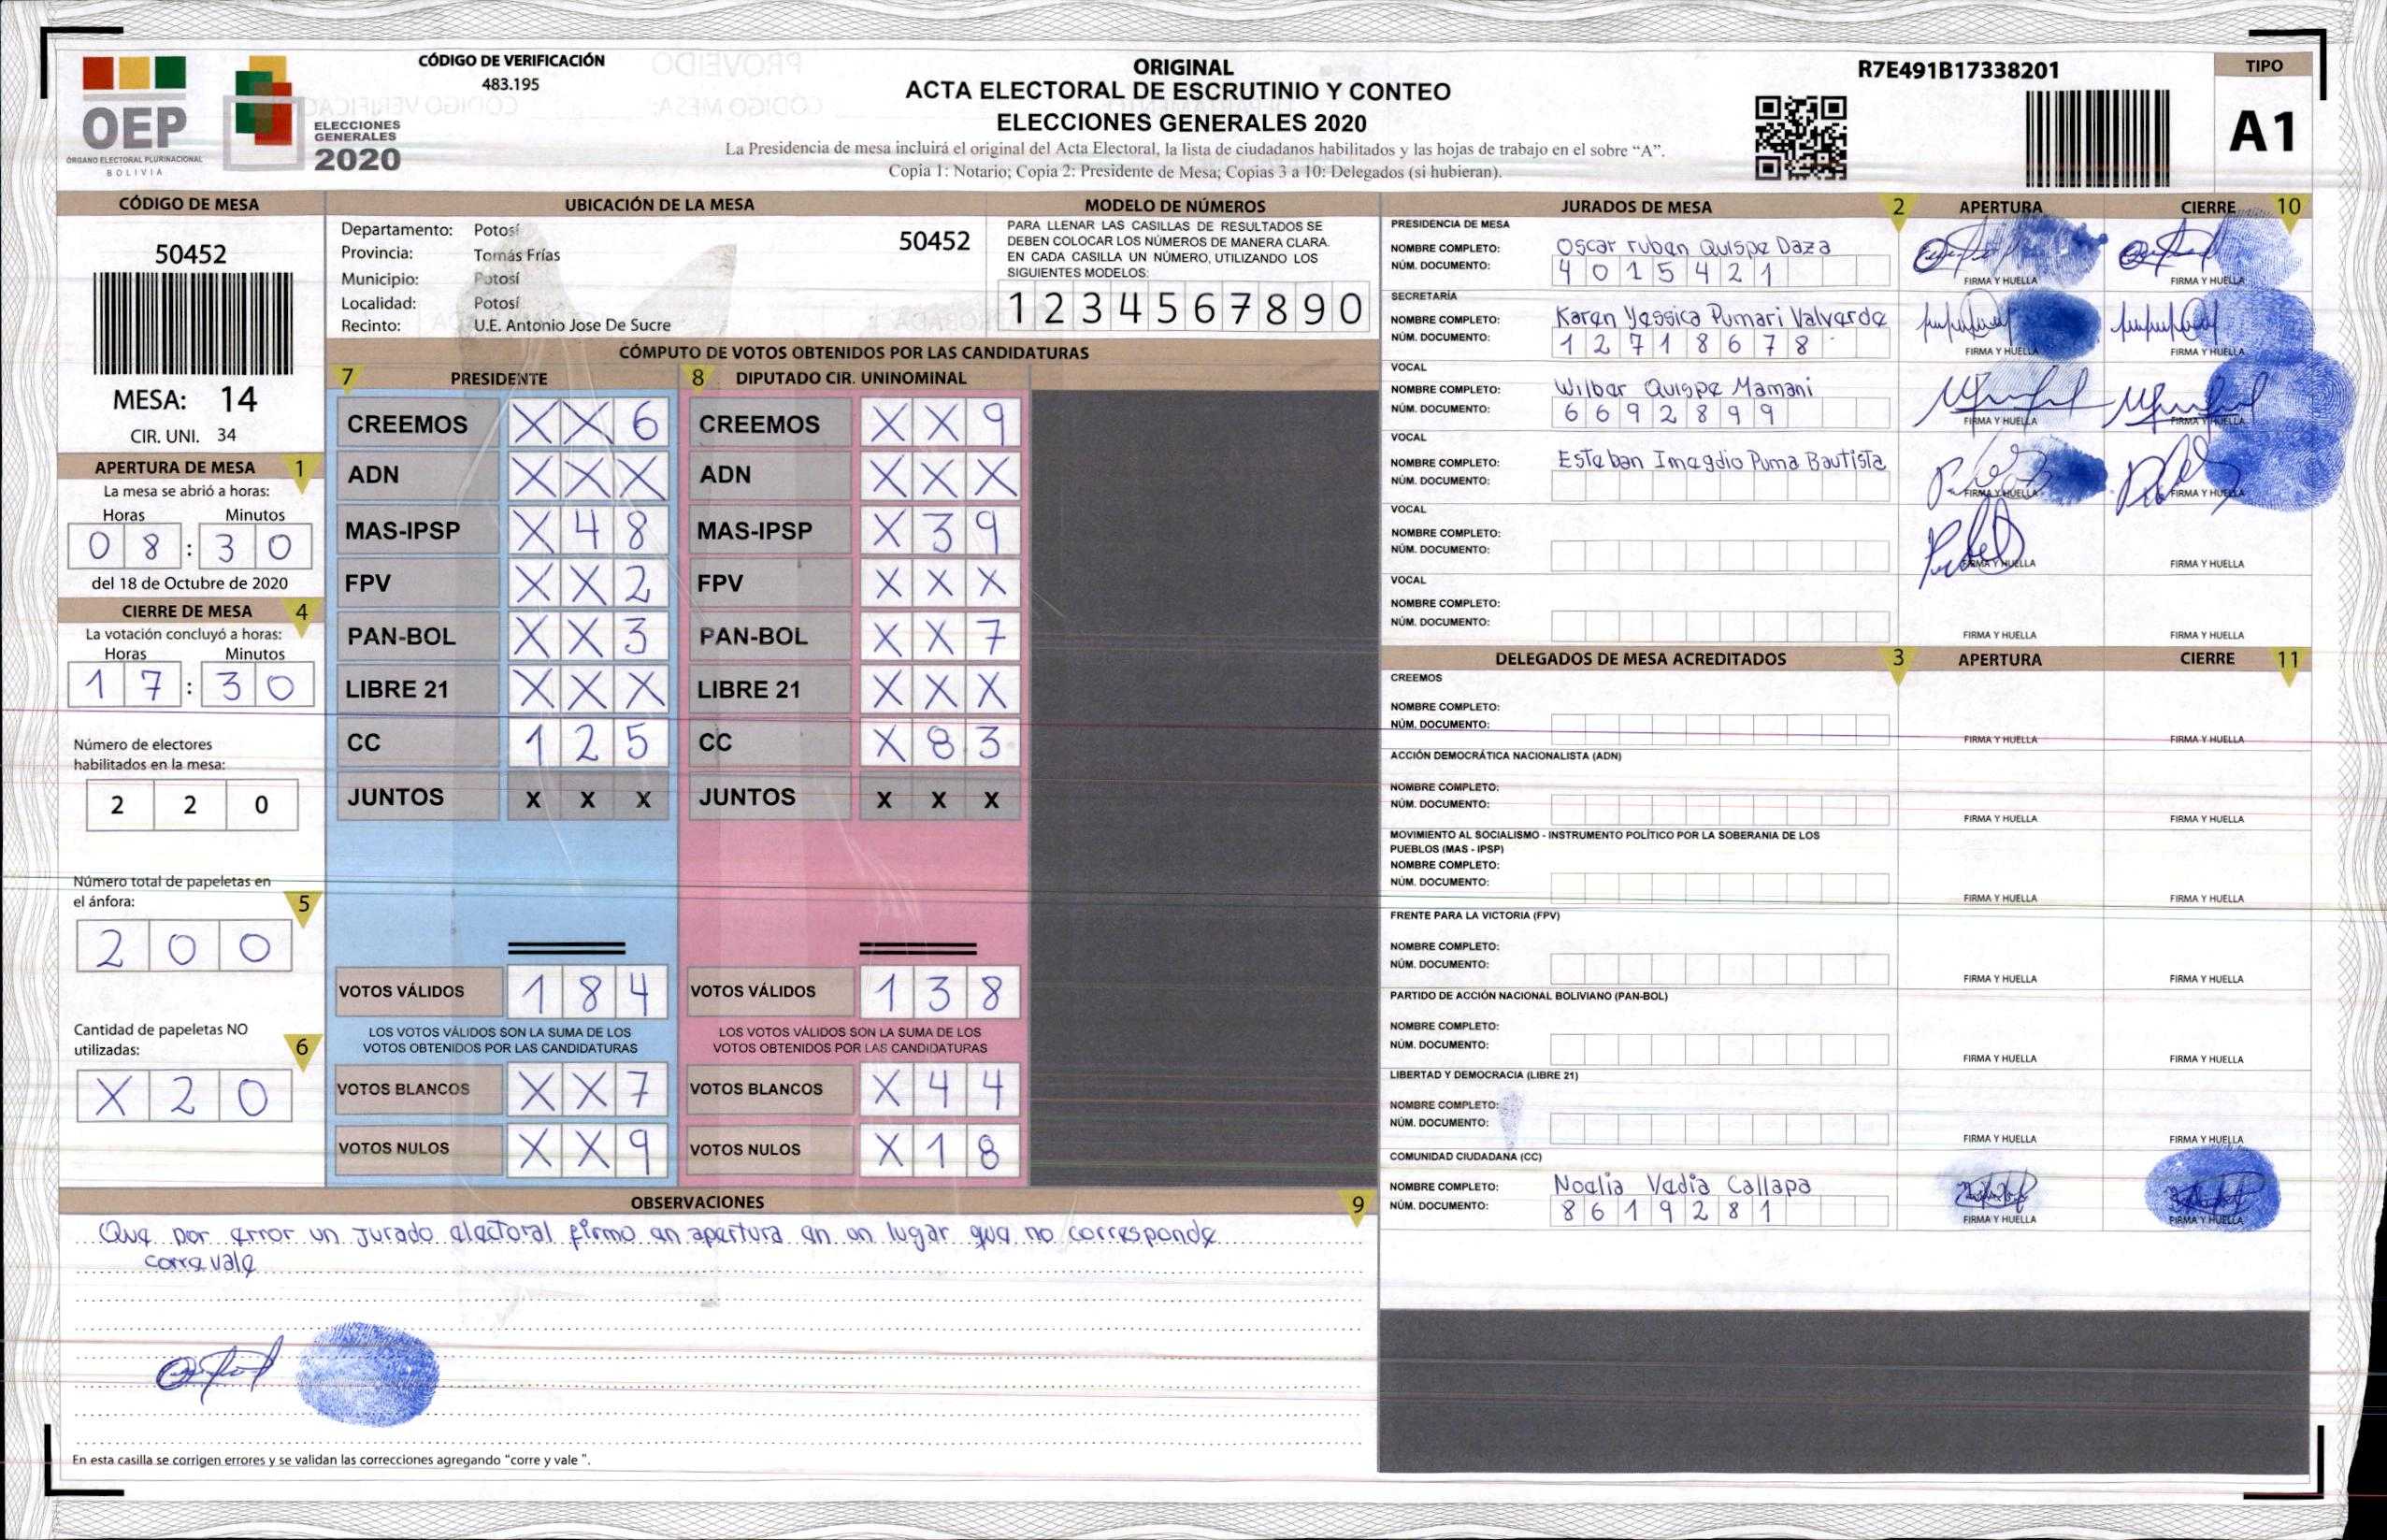 OEP
ÓRGANO ELECTORAL PLURINACIONAL
BOLIVIA
ELECCIONES
GENERALES
2020
CÓDIGO DE VERIFICACIÓN
483.195
ORIGINAL
ACTA ELECTORAL DE ESCRUTINIO Y CONTEO
ELECCIONES GENERALES 2020
La Presidencia de mesa incluirá el original del Acta Electoral, la lista de ciudadanos habilitados y las hojas de trabajo en el sobre “A”.
Copia 1: Notario; Copia 2: Presidente de Mesa; Copias 3 a 10: Delegados (si hubieran).
R7E491B17338201
TIPO
A1
CÓDIGO DE MESA
50452
MESA: 14
CIR. UNI. 34
APERTURA DE MESA 1
La mesa se abrió a horas:
Horas Minutos
0 8 : 3 0
del 18 de Octubre de 2020
CIERRE DE MESA 4
La votación concluyó a horas:
Horas Minutos
1 7 : 3 0
Número de electores
habilitados en la mesa:
2 2 0
Número total de papeletas en
el ánfora: 5
2 0 0
Cantidad de papeletas NO
utilizadas: 6
X 2 0
UBICACIÓN DE LA MESA
Departamento: Potosí
Provincia: Tomás Frías
Municipio: Potosí
Localidad: Potosí
Recinto: U.E. Antonio Jose De Sucre
50452
MODELO DE NÚMEROS
PARA LLENAR LAS CASILLAS DE RESULTADOS SE
DEBEN COLOCAR LOS NÚMEROS DE MANERA CLARA.
EN CADA CASILLA UN NÚMERO, UTILIZANDO LOS
SIGUIENTES MODELOS:
1 2 3 4 5 6 7 8 9 0
CÓMPUTO DE VOTOS OBTENIDOS POR LAS CANDIDATURAS
7 PRESIDENTE
CREEMOS X X 6
ADN X X X
MAS-IPSP X 4 8
FPV X X 2
PAN-BOL X X 3
LIBRE 21 X X X
CC 1 2 5
JUNTOS X X X
VOTOS VÁLIDOS 1 8 4
LOS VOTOS VÁLIDOS SON LA SUMA DE LOS
VOTOS OBTENIDOS POR LAS CANDIDATURAS
VOTOS BLANCOS X X 7
VOTOS NULOS X X 9
8 DIPUTADO CIR. UNINOMINAL
CREEMOS X X 9
ADN X X X
MAS-IPSP X 3 9
FPV X X X
PAN-BOL X X 7
LIBRE 21 X X X
CC X 8 3
JUNTOS X X X
VOTOS VÁLIDOS 1 3 8
LOS VOTOS VÁLIDOS SON LA SUMA DE LOS
VOTOS OBTENIDOS POR LAS CANDIDATURAS
VOTOS BLANCOS X 4 4
VOTOS NULOS X 1 8
OBSERVACIONES 9
Que por error un Jurado electoral firmo en apertura en un lugar que no corresponde
corre vale
En esta casilla se corrigen errores y se validan las correcciones agregando “corre y vale ”.
JURADOS DE MESA 2 APERTURA CIERRE 10
PRESIDENCIA DE MESA
NOMBRE COMPLETO: Oscar ruben Quispe Daza
NÚM. DOCUMENTO: 4 0 1 5 4 2 1
FIRMA Y HUELLA FIRMA Y HUELLA
SECRETARÍA
NOMBRE COMPLETO: Karen Yessica Pumari Valverde
NÚM. DOCUMENTO: 1 2 7 1 8 6 7 8
FIRMA Y HUELLA FIRMA Y HUELLA
VOCAL
NOMBRE COMPLETO: Wilber Quispe Mamani
NÚM. DOCUMENTO: 6 6 9 2 8 9 9
FIRMA Y HUELLA FIRMA Y HUELLA
VOCAL
NOMBRE COMPLETO: Esteban Imegdio Puma Bautista
NÚM. DOCUMENTO:
FIRMA Y HUELLA FIRMA Y HUELLA
VOCAL
NOMBRE COMPLETO:
NÚM. DOCUMENTO:
FIRMA Y HUELLA FIRMA Y HUELLA
VOCAL
NOMBRE COMPLETO:
NÚM. DOCUMENTO:
FIRMA Y HUELLA FIRMA Y HUELLA
DELEGADOS DE MESA ACREDITADOS 3 APERTURA CIERRE 11
CREEMOS
NOMBRE COMPLETO:
NÚM. DOCUMENTO:
FIRMA Y HUELLA FIRMA Y HUELLA
ACCIÓN DEMOCRÁTICA NACIONALISTA (ADN)
NOMBRE COMPLETO:
NÚM. DOCUMENTO:
FIRMA Y HUELLA FIRMA Y HUELLA
MOVIMIENTO AL SOCIALISMO - INSTRUMENTO POLÍTICO POR LA SOBERANIA DE LOS
PUEBLOS (MAS - IPSP)
NOMBRE COMPLETO:
NÚM. DOCUMENTO:
FIRMA Y HUELLA FIRMA Y HUELLA
FRENTE PARA LA VICTORIA (FPV)
NOMBRE COMPLETO:
NÚM. DOCUMENTO:
FIRMA Y HUELLA FIRMA Y HUELLA
PARTIDO DE ACCIÓN NACIONAL BOLIVIANO (PAN-BOL)
NOMBRE COMPLETO:
NÚM. DOCUMENTO:
FIRMA Y HUELLA FIRMA Y HUELLA
LIBERTAD Y DEMOCRACIA (LIBRE 21)
NOMBRE COMPLETO:
NÚM. DOCUMENTO:
FIRMA Y HUELLA FIRMA Y HUELLA
COMUNIDAD CIUDADANA (CC)
NOMBRE COMPLETO: Noelia Vedia Callapa
NÚM. DOCUMENTO: 8 6 1 9 2 8 1
FIRMA Y HUELLA FIRMA Y HUELLA